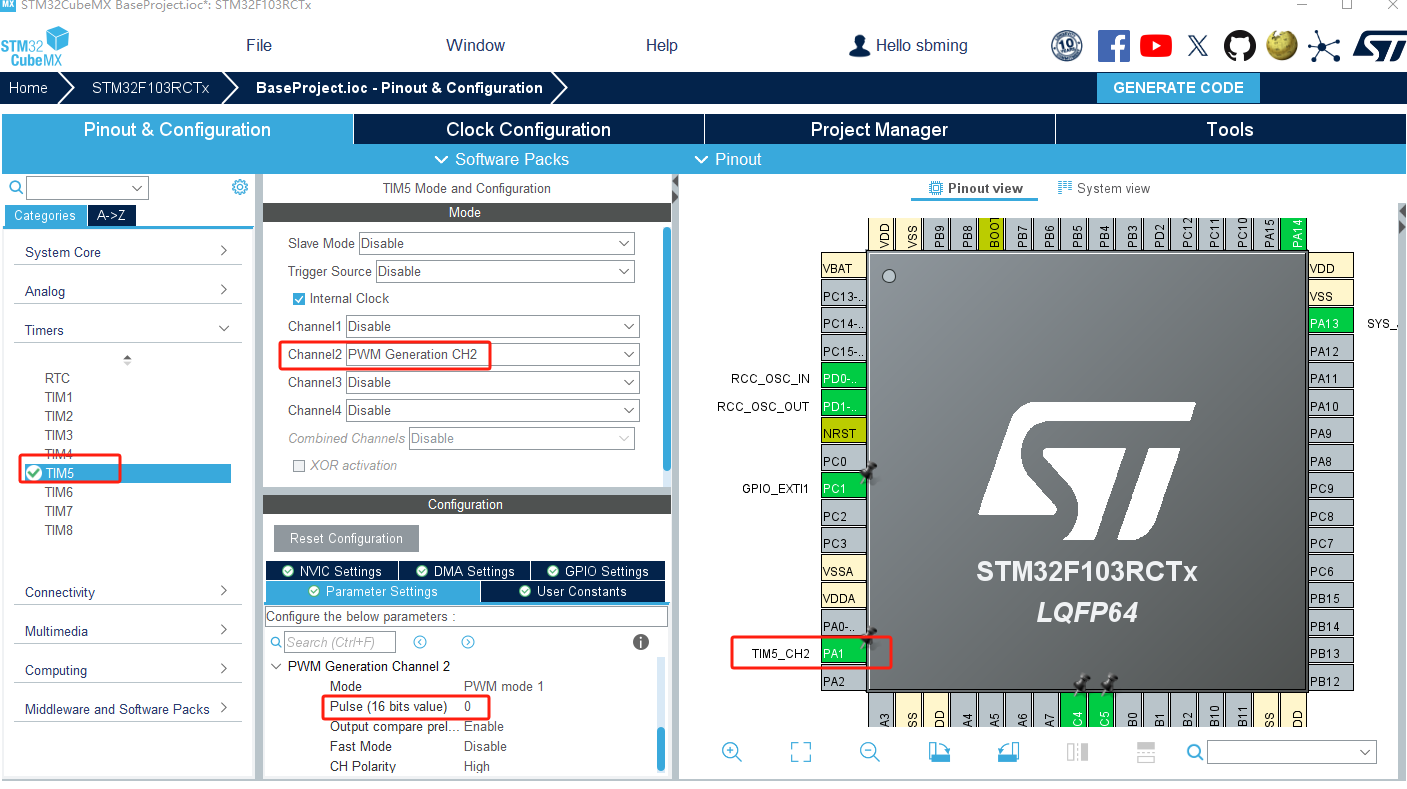 MX STM32CubeMX BaseProject.ioc*: STM32F103RCTx
STM32 CubeMX
File Window Help Hello sbming
10
Home STM32F103RCTx BaseProject.ioc - Pinout & Configuration GENERATE CODE
Pinout & Configuration Clock Configuration Project Manager Tools
Software Packs Pinout
Categories A->Z
System Core
Analog
Timers
RTC
TIM1
TIM2
TIM3
TIM4
TIM5
TIM6
TIM7
TIM8
Connectivity
Multimedia
Computing
Middleware and Software Packs
TIM5 Mode and Configuration
Mode
Slave Mode Disable
Trigger Source Disable
Internal Clock
Channel1 Disable
Channel2 PWM Generation CH2
Channel3 Disable
Channel4 Disable
Combined Channels Disable
XOR activation
Configuration
Reset Configuration
NVIC Settings DMA Settings GPIO Settings
Parameter Settings User Constants
Configure the below parameters :
Search (Ctrl+F)
PWM Generation Channel 2
Mode PWM mode 1
Pulse (16 bits value) 0
Output compare prel... Enable
Fast Mode Disable
CH Polarity High
Pinout view System view
VDD VSS PB9 PB8 BOOT PB7 PB6 PB5 PB4 PB3 PD2 PC12 PC11 PC10 PA15 PA14
VBAT
PC13-..
PC14-..
PC15-..
RCC_OSC_IN PD0-..
RCC_OSC_OUT PD1-..
NRST
PC0
GPIO_EXTI1 PC1
PC2
PC3
VSSA
VDDA
PA0-..
TIM5_CH2 PA1
PA2
STM32F103RCTx
LQFP64
VDD
VSS
PA13 SYS_
PA12
PA11
PA10
PA9
PA8
PC9
PC8
PC7
PC6
PB15
PB14
PB13
PB12
A3 SS DD A4 A5 A6 A7 C4 C5 B0 B1 B2 B10 B11 SS DD